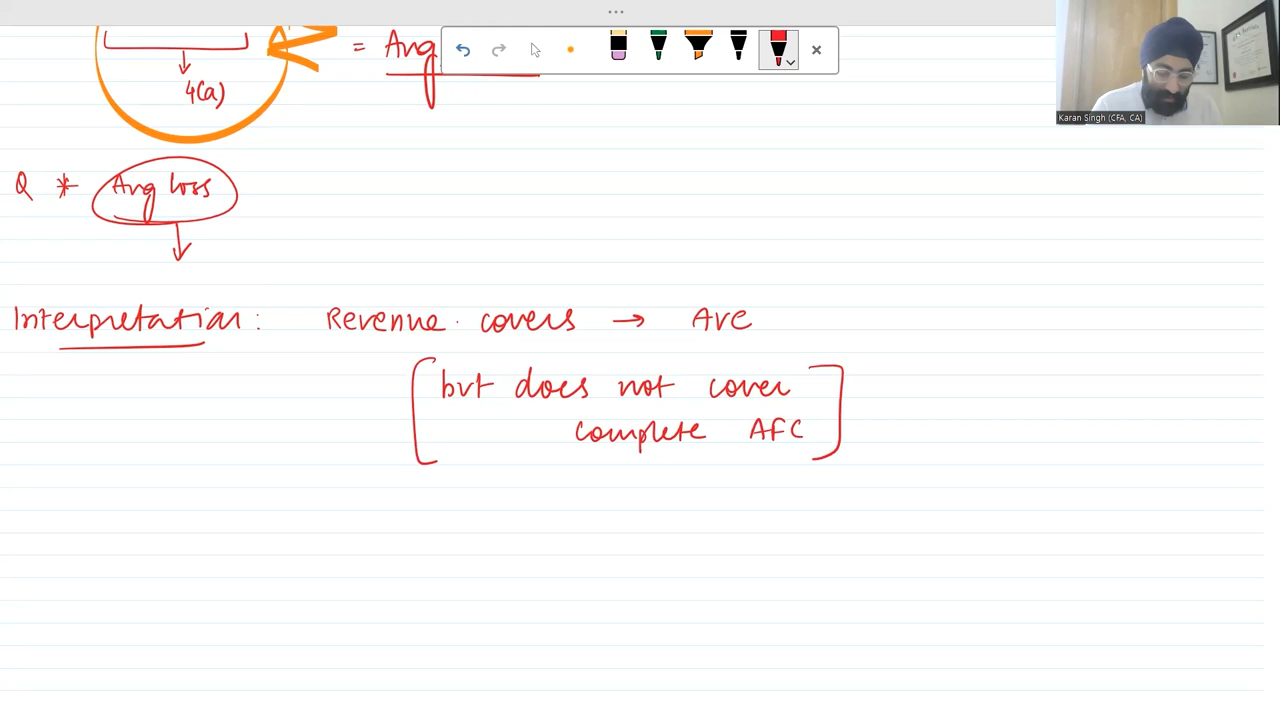 = Avg
4(a)
Q * Avg loss
Interpretation: Revenue covers → AVC
but does not cover
complete AFC
Karan Singh (CFA, CA)